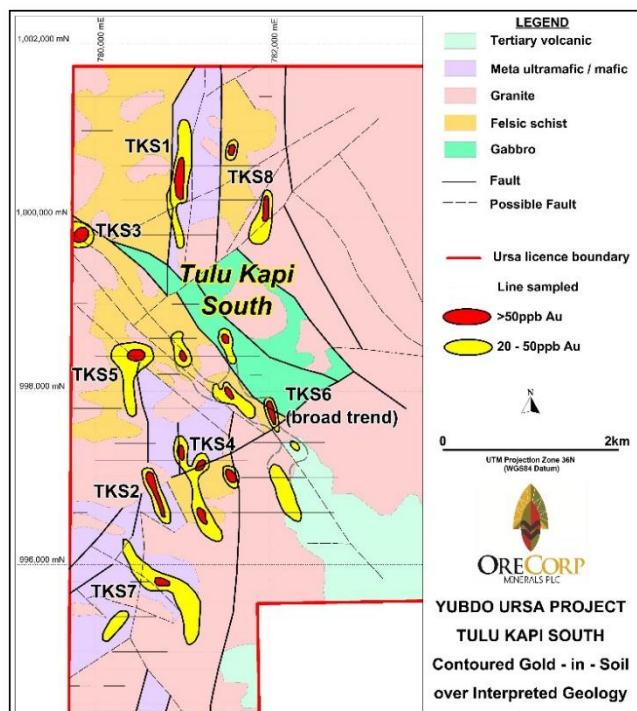 780,000 mE
782,000 mE
1,002,000 mN
TKS1
TKS8
1,000,000 mN
TKS3
Tulu Kapi
South
TKS5
998,000 mN
TKS6
(broad trend)
TKS4
TKS2
996,000 mN
TKS7
LEGEND
Tertiary volcanic
Meta ultramafic / mafic
Granite
Felsic schist
Gabbro
Fault
Possible Fault
Ursa licence boundary
Line sampled
>50ppb Au
20 - 50ppb Au
N
0 2km
UTM Projection Zone 36N
(WGS84 Datum)
ORECORP
MINERALS PLC
YUBDO URSA PROJECT
TULU KAPI SOUTH
Contoured Gold - in - Soil
over Interpreted Geology